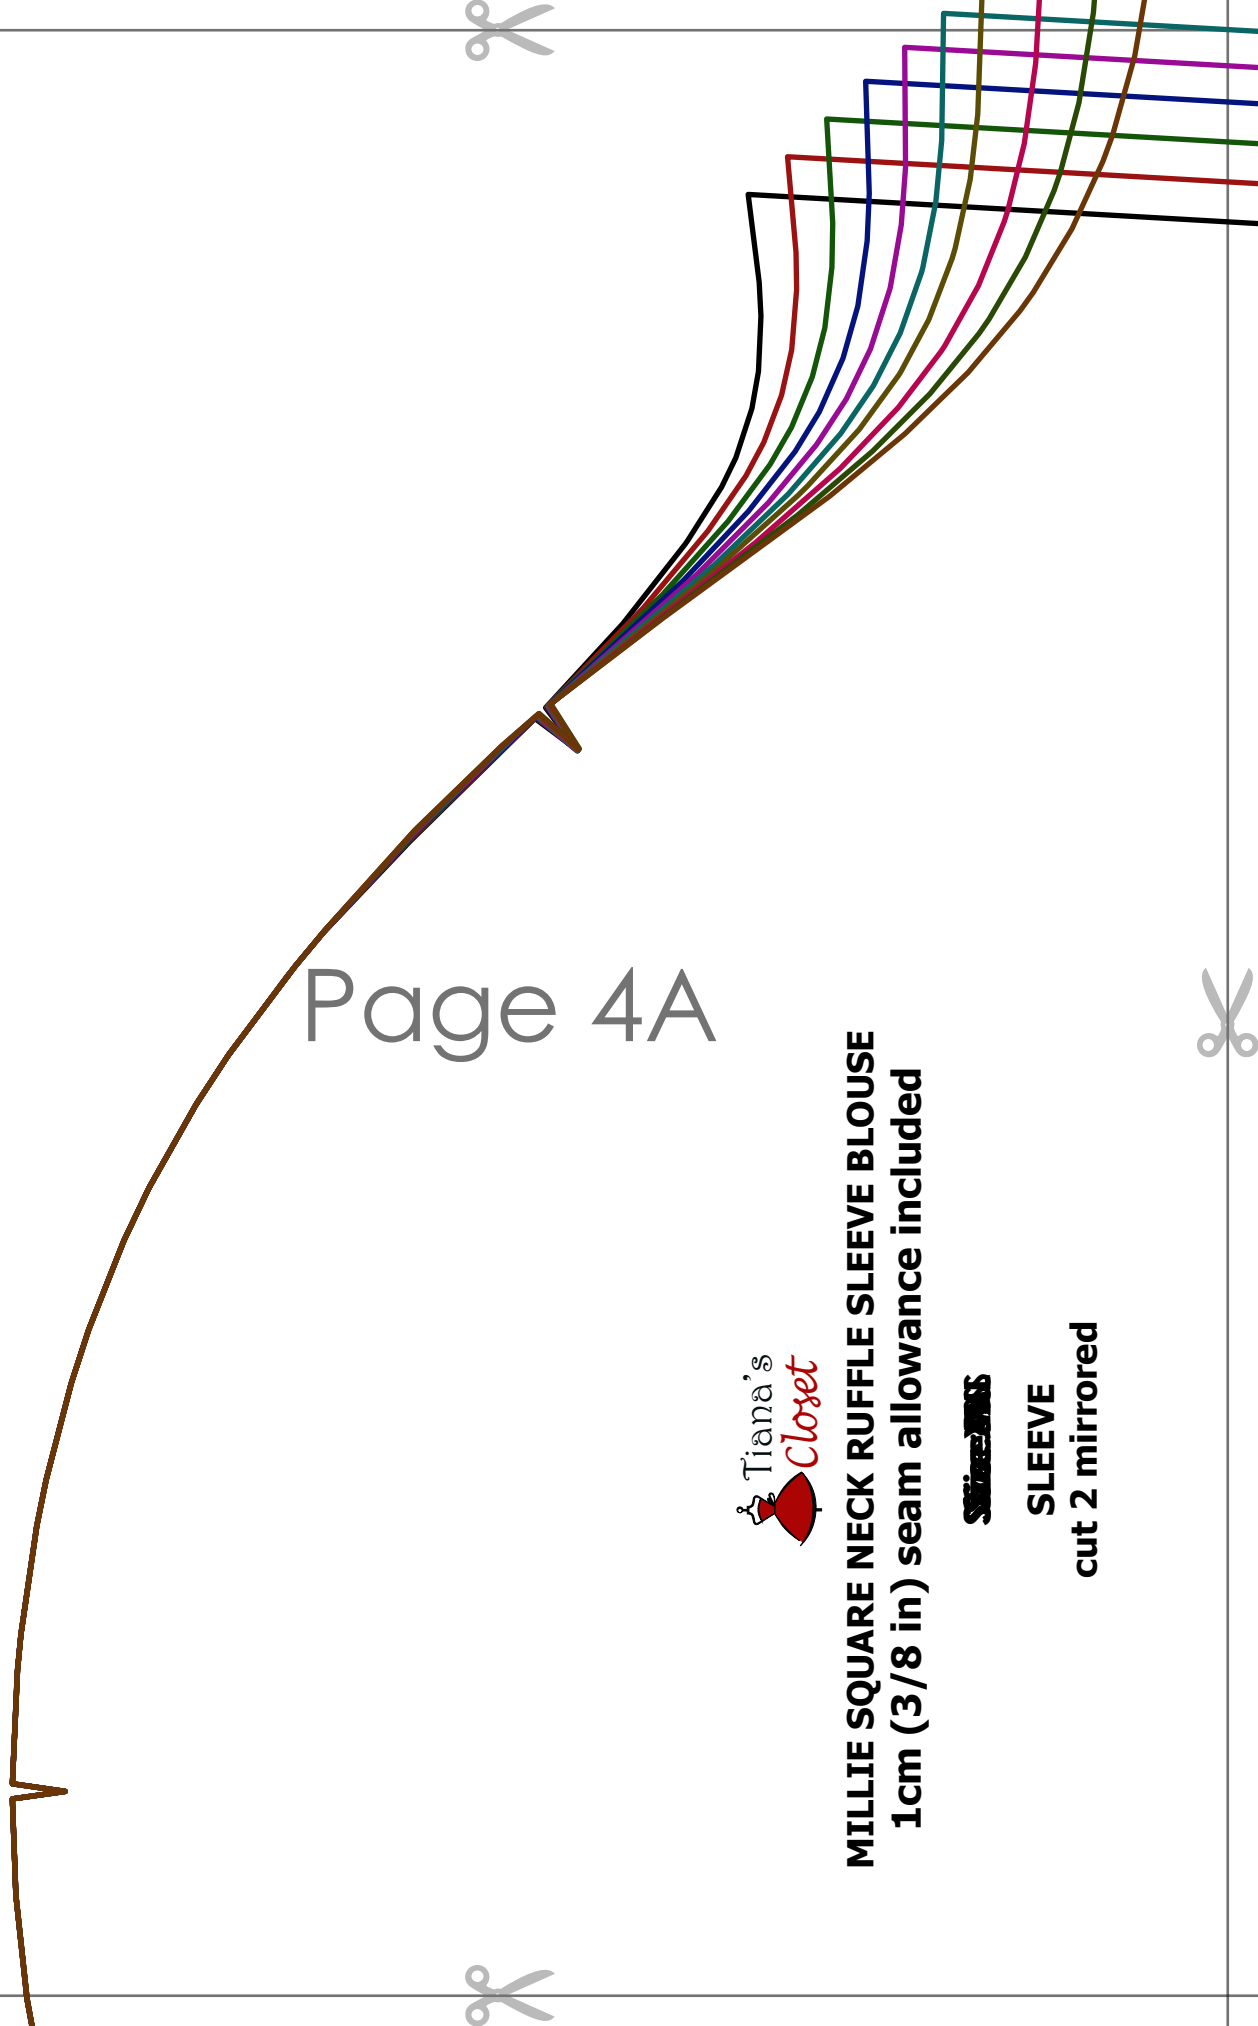 Page 4A
Tiana's
Closet
MILLIE SQUARE NECK RUFFLE SLEEVE BLOUSE
1cm (3/8 in) seam allowance included
SLEEVE
cut 2 mirrored